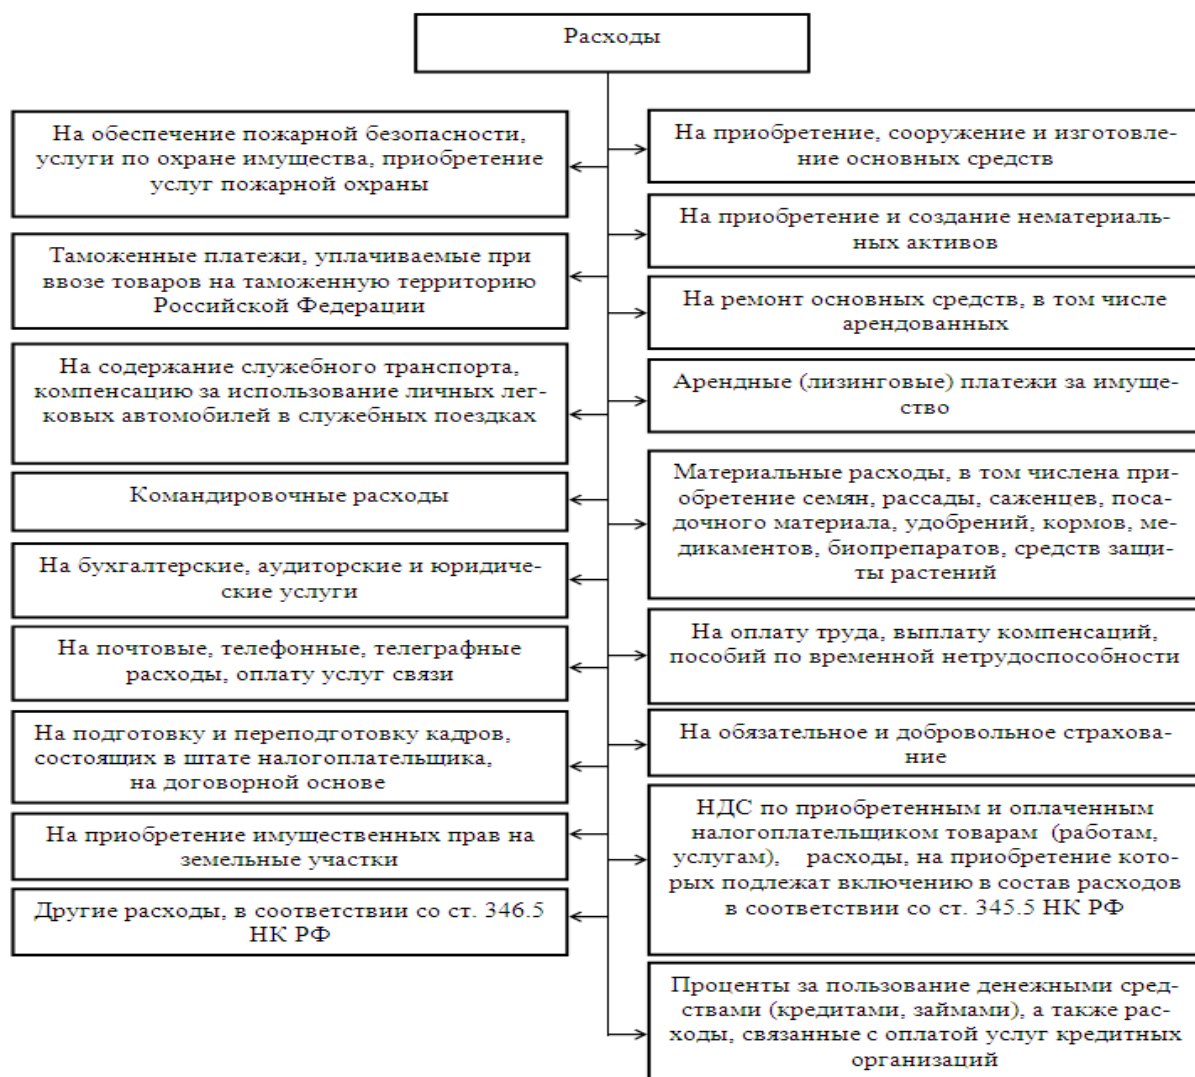 Расходы
На обеспечение пожарной безопасности,
услуги по охране имущества, приобретение
услуг пожарной охраны
Таможенные платежи, уплачиваемые при
ввозе товаров на таможенную территорию
Российской Федерации
На содержание служебного транспорта,
компенсацию за использование личных лег-
ковых автомобилей в служебных поездках
Командировочные расходы
На бухгалтерские, аудиторские и юридиче-
ские услуги
На почтовые, телефонные, телеграфные
расходы, оплату услуг связи
На подготовку и переподготовку кадров,
состоящих в штате налогоплательщика,
на договорной основе
На приобретение имущественных прав на
земельные участки
Другие расходы, в соответствии со ст. 346.5
НК РФ
На приобретение, сооружение и изготовле-
ние основных средств
На приобретение и создание нематериаль-
ных активов
На ремонт основных средств, в том числе
арендованных
Арендные (лизинговые) платежи за имуще-
ство
Материальные расходы, в том числена при-
обретение семян, рассады, саженцев, поса-
дочного материала, удобрений, кормов, ме-
дикаментов, биопрепаратов, средств защи-
ты растений
На оплату труда, выплату компенсаций,
пособий по временной нетрудоспособности
На обязательное и добровольное страхова-
ние
НДС по приобретенным и оплаченным
налогоплательщиком товарам (работам,
услугам), расходы, на приобретение кото-
рых подлежат включению в состав расходов
в соответствии со ст. 345.5 НК РФ
Проценты за пользование денежными сред-
ствами (кредитами, займами), а также рас-
ходы, связанные с оплатой услуг кредитных
организаций